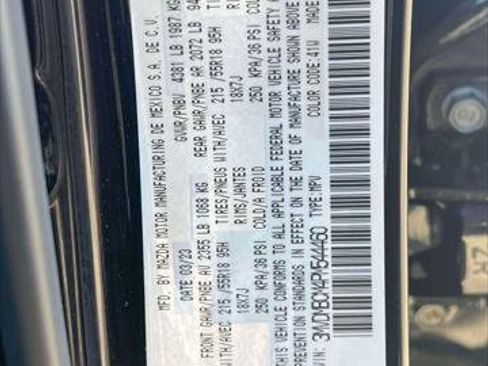 MFD. BY MAZDA MOTOR MANUFACTURING DE MEXICO S.A. DE C.V.
DATE 03/23 GVWR/PNBV 4381 LB 1987 KG
FRONT GAWR/PNBE AV 2355 LB 1068 KG REAR GAWR/PNBE AR 2072 LB
WITH/AVEC 215/55R18 95H TIRES/PNEUS WITH/AVEC 215/55R18 95H
18X7J RIMS/JANTES 18X7J
250 KPA/36 PSI COLD/A FROID 250 KPA/36 PSI
THIS VEHICLE CONFORMS TO ALL APPLICABLE FEDERAL MOTOR VEHICLE SAFETY
PREVENTION STANDARDS IN EFFECT ON THE DATE OF MANUFACTURE SHOWN ABOVE
VIN: TYPE: MPV COLOR CODE: 41W MADE